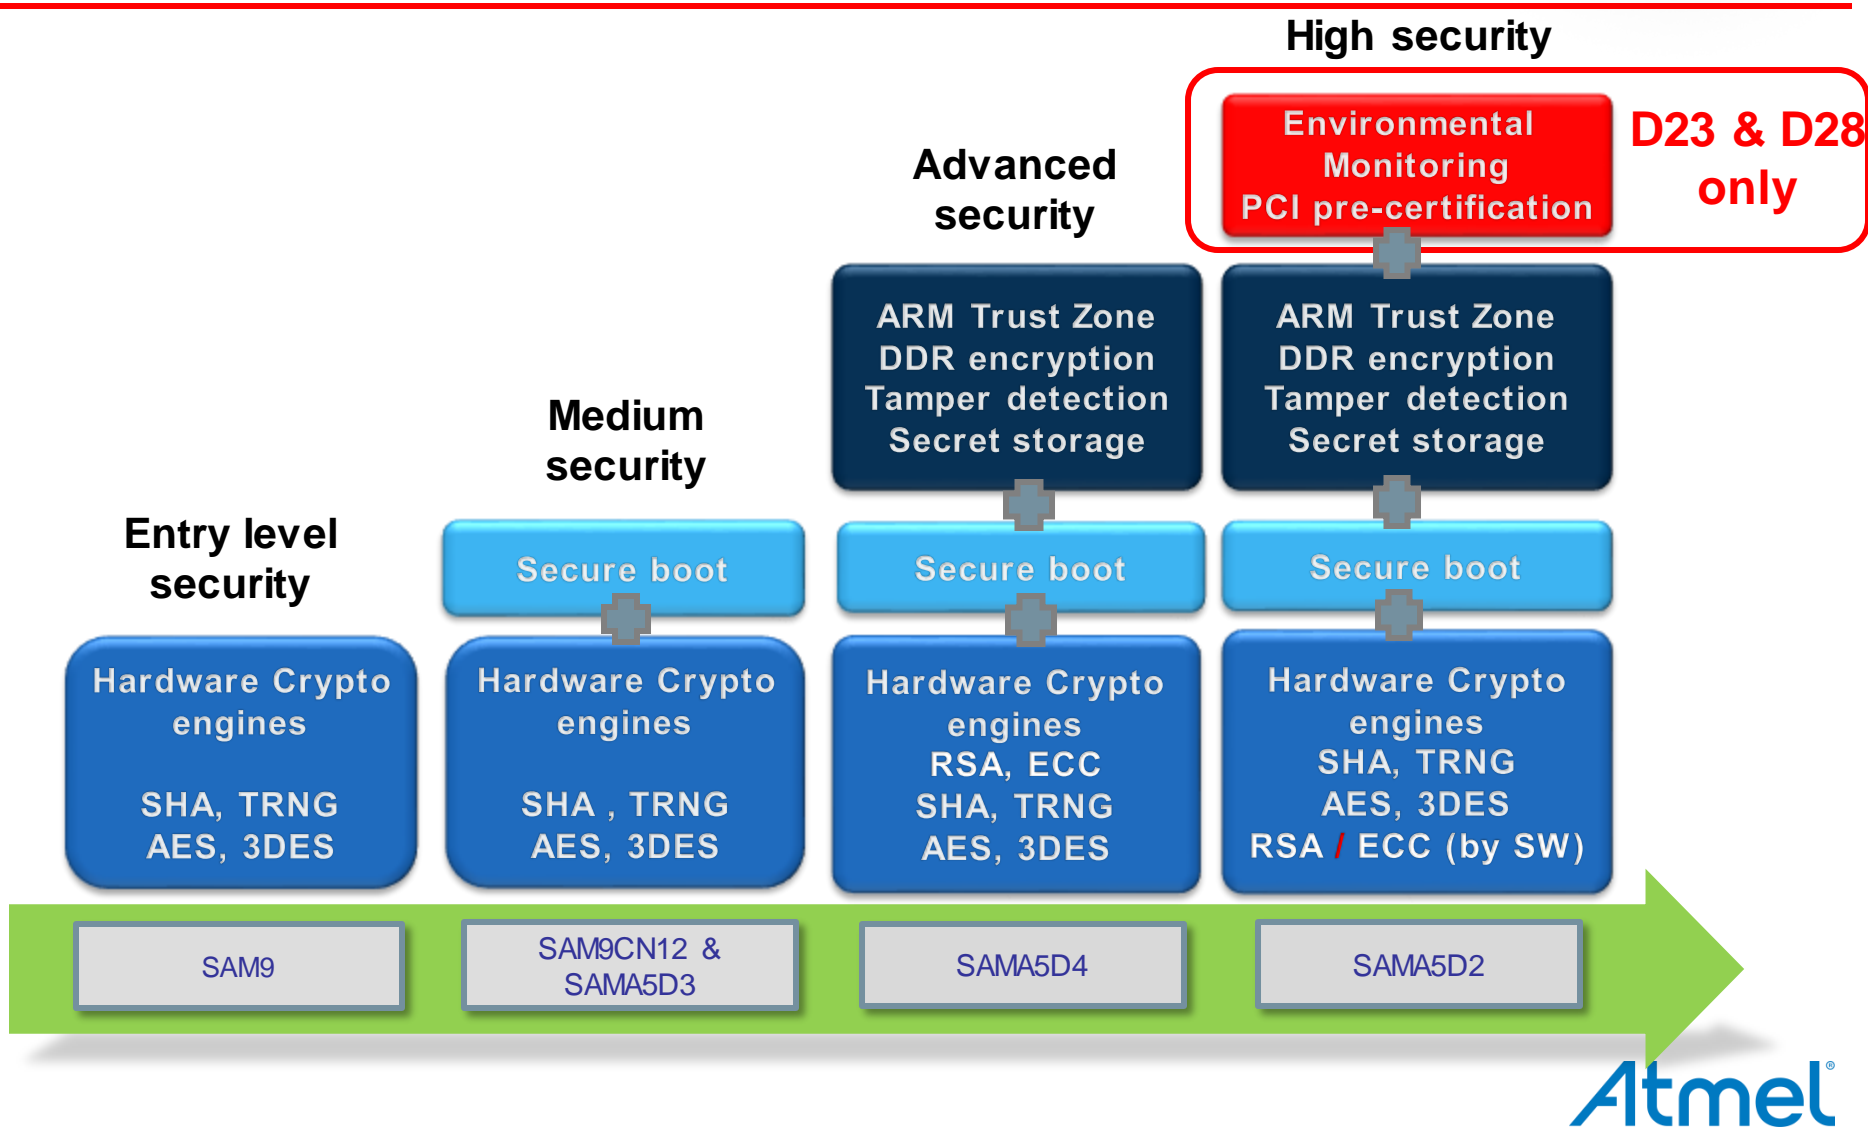 High security
Environmental
Monitoring
PCI pre-certification
D23 & D28
only
Advanced
security
ARM Trust Zone
DDR encryption
Tamper detection
Secret storage
ARM Trust Zone
DDR encryption
Tamper detection
Secret storage
Medium
security
Entry level
security
Secure boot
Secure boot
Secure boot
Hardware Crypto
engines
SHA, TRNG
AES, 3DES
Hardware Crypto
engines
SHA , TRNG
AES, 3DES
Hardware Crypto
engines
RSA, ECC
SHA, TRNG
AES, 3DES
Hardware Crypto
engines
SHA, TRNG
AES, 3DES
RSA / ECC (by SW)
SAM9
SAM9CN12 &
SAMA5D3
SAMA5D4
SAMA5D2
Atmel®